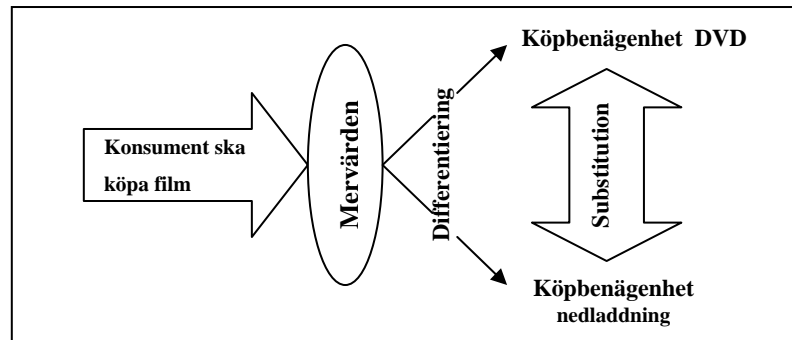 Konsument ska
köpa film
Mervärden
Differentiering
Köpbenägenhet DVD
Substitution
Köpbenägenhet
nedladdning